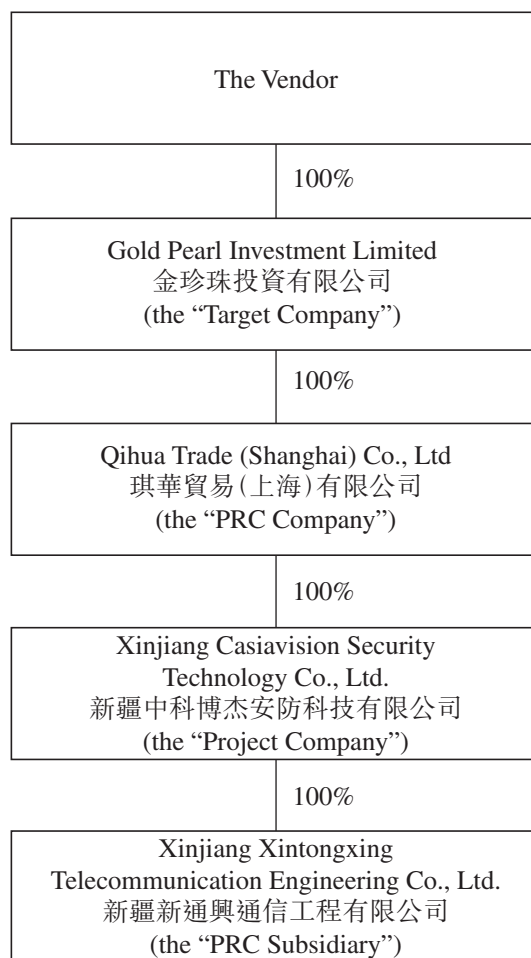 The Vendor
100%
Gold Pearl Investment Limited
金珍珠投資有限公司
(the “Target Company”)
100%
Qihua Trade (Shanghai) Co., Ltd
琪華貿易(上海)有限公司
(the “PRC Company”)
100%
Xinjiang Casiavision Security
Technology Co., Ltd.
新疆中科博杰安防科技有限公司
(the “Project Company”)
100%
Xinjiang Xintongxing
Telecommunication Engineering Co., Ltd.
新疆新通興通信工程有限公司
(the “PRC Subsidiary”)